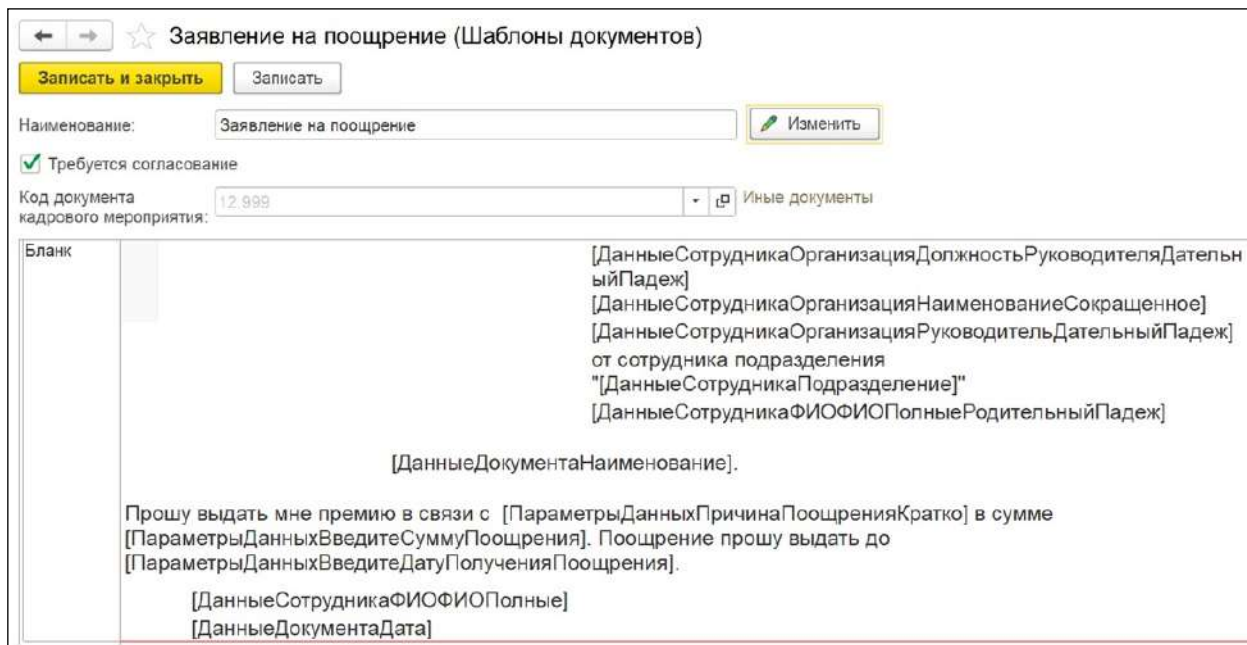 Заявление на поощрение (Шаблоны документов)
Записать и закрыть Записать
Наименование: Заявление на поощрение Изменить
Требуется согласование
Код документа
кадрового мероприятия: 12.999 Иные документы
Бланк
[ДанныеСотрудникаОрганизацияДолжностьРуководителяДательн
ыйПадеж]
[ДанныеСотрудникаОрганизацияНаименованиеСокращенное]
[ДанныеСотрудникаОрганизацияРуководительДательныйПадеж]
от сотрудника подразделения
"[ДанныеСотрудникаПодразделение]"
[ДанныеСотрудникаФИОФИОПолныеРодительныйПадеж]
[ДанныеДокументаНаименование].
Прошу выдать мне премию в связи с [ПараметрыДанныхПричинаПоощренияКратко] в сумме
[ПараметрыДанныхВведитеСуммуПоощрения]. Поощрение прошу выдать до
[ПараметрыДанныхВведитеДатуПолученияПоощрения].
[ДанныеСотрудникаФИОФИОПолные]
[ДанныеДокументаДата]